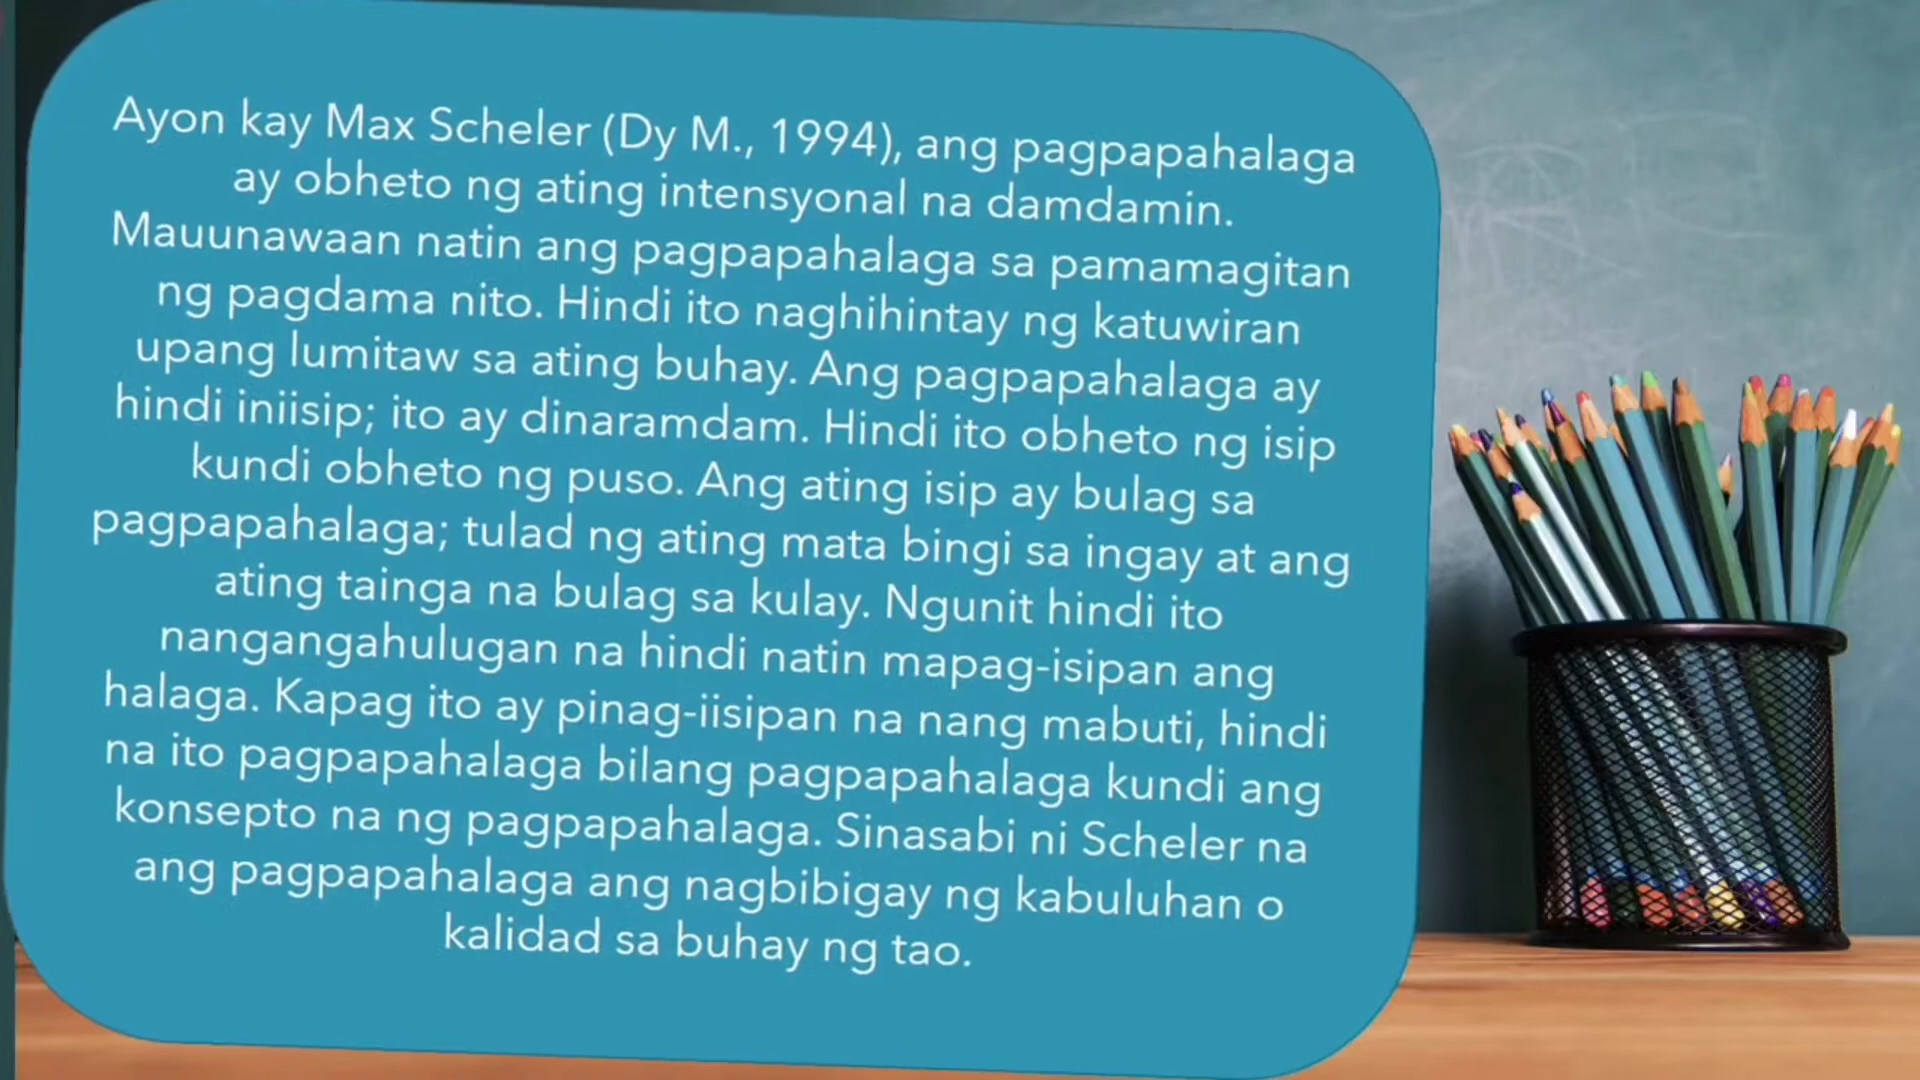 Ayon kay Max Scheler (Dy M., 1994), ang pagpapahalaga
ay obheto ng ating intensyonal na damdamin.
Mauunawaan natin ang pagpapahalaga sa pamamagitan
ng pagdama nito. Hindi ito naghihintay ng katuwiran
upang lumitaw sa ating buhay. Ang pagpapahalaga ay
hindi iniisip; ito ay dinaramdam. Hindi ito obheto ng isip
kundi obheto ng puso. Ang ating isip ay bulag sa
pagpapahalaga; tulad ng ating mata bingi sa ingay at ang
ating tainga na bulag sa kulay. Ngunit hindi ito
nangangahulugan na hindi natin mapag-isipan ang
halaga. Kapag ito ay pinag-iisipan na nang mabuti, hindi
na ito pagpapahalaga bilang pagpapahalaga kundi ang
konsepto na ng pagpapahalaga. Sinasabi ni Scheler na
ang pagpapahalaga ang nagbibigay ng kabuluhan o
kalidad sa buhay ng tao.